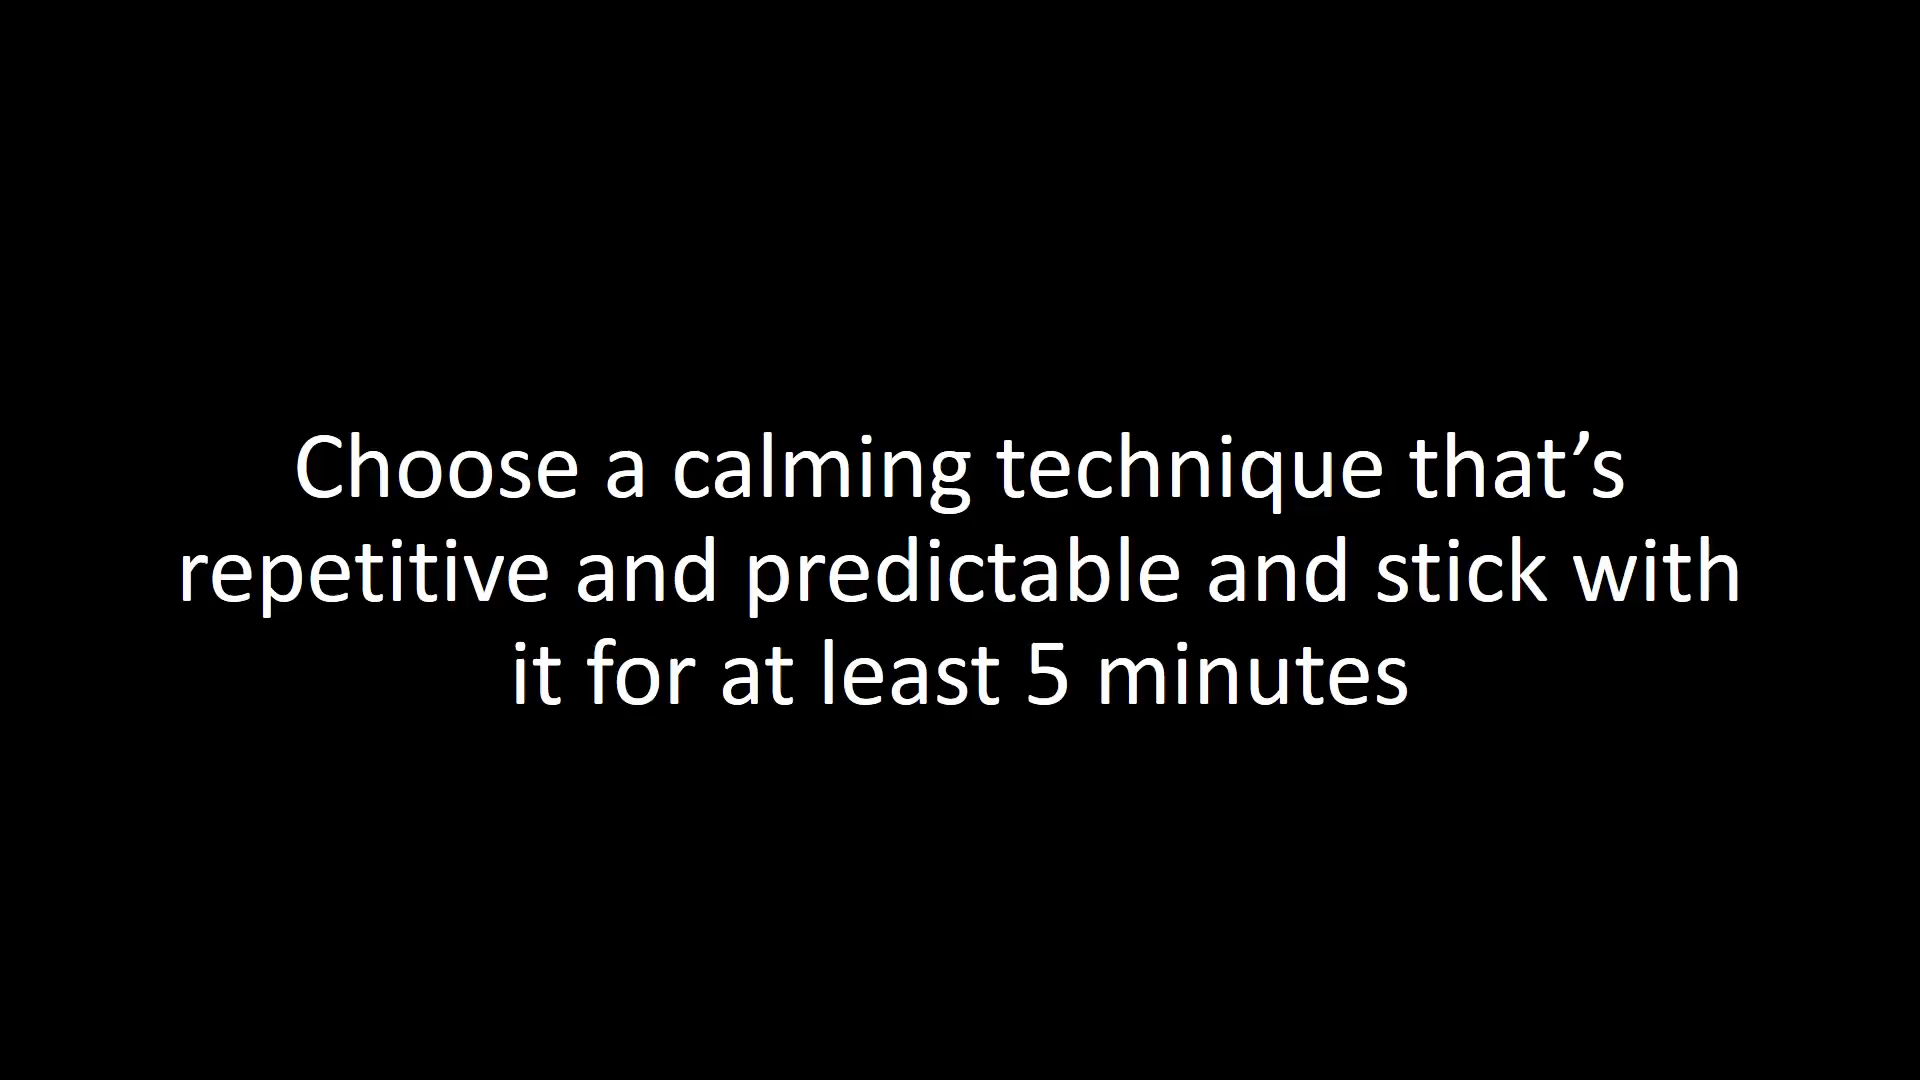 Choose a calming technique that’s
repetitive and predictable and stick with
it for at least 5 minutes